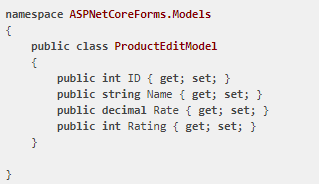 namespace ASPNetCoreForms.Models
{
    public class ProductEditModel
    {
        public int ID { get; set; }
        public string Name { get; set; }
        public decimal Rate { get; set; }
        public int Rating { get; set; }
    }
}